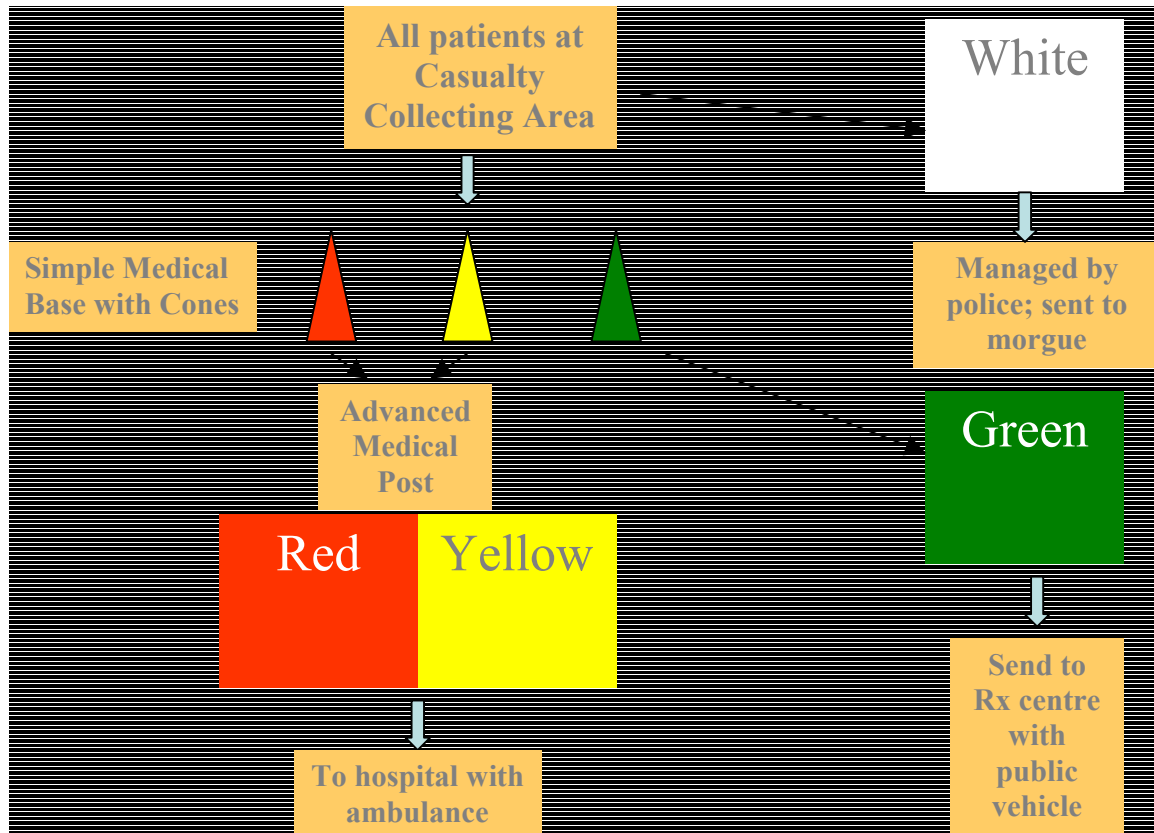 All patients at
Casualty
Collecting Area
White
Simple Medical
Base with Cones
Managed by
police; sent to
morgue
Advanced
Medical
Post
Green
Red
Yellow
Send to
Rx centre
with
public
vehicle
To hospital with
ambulance